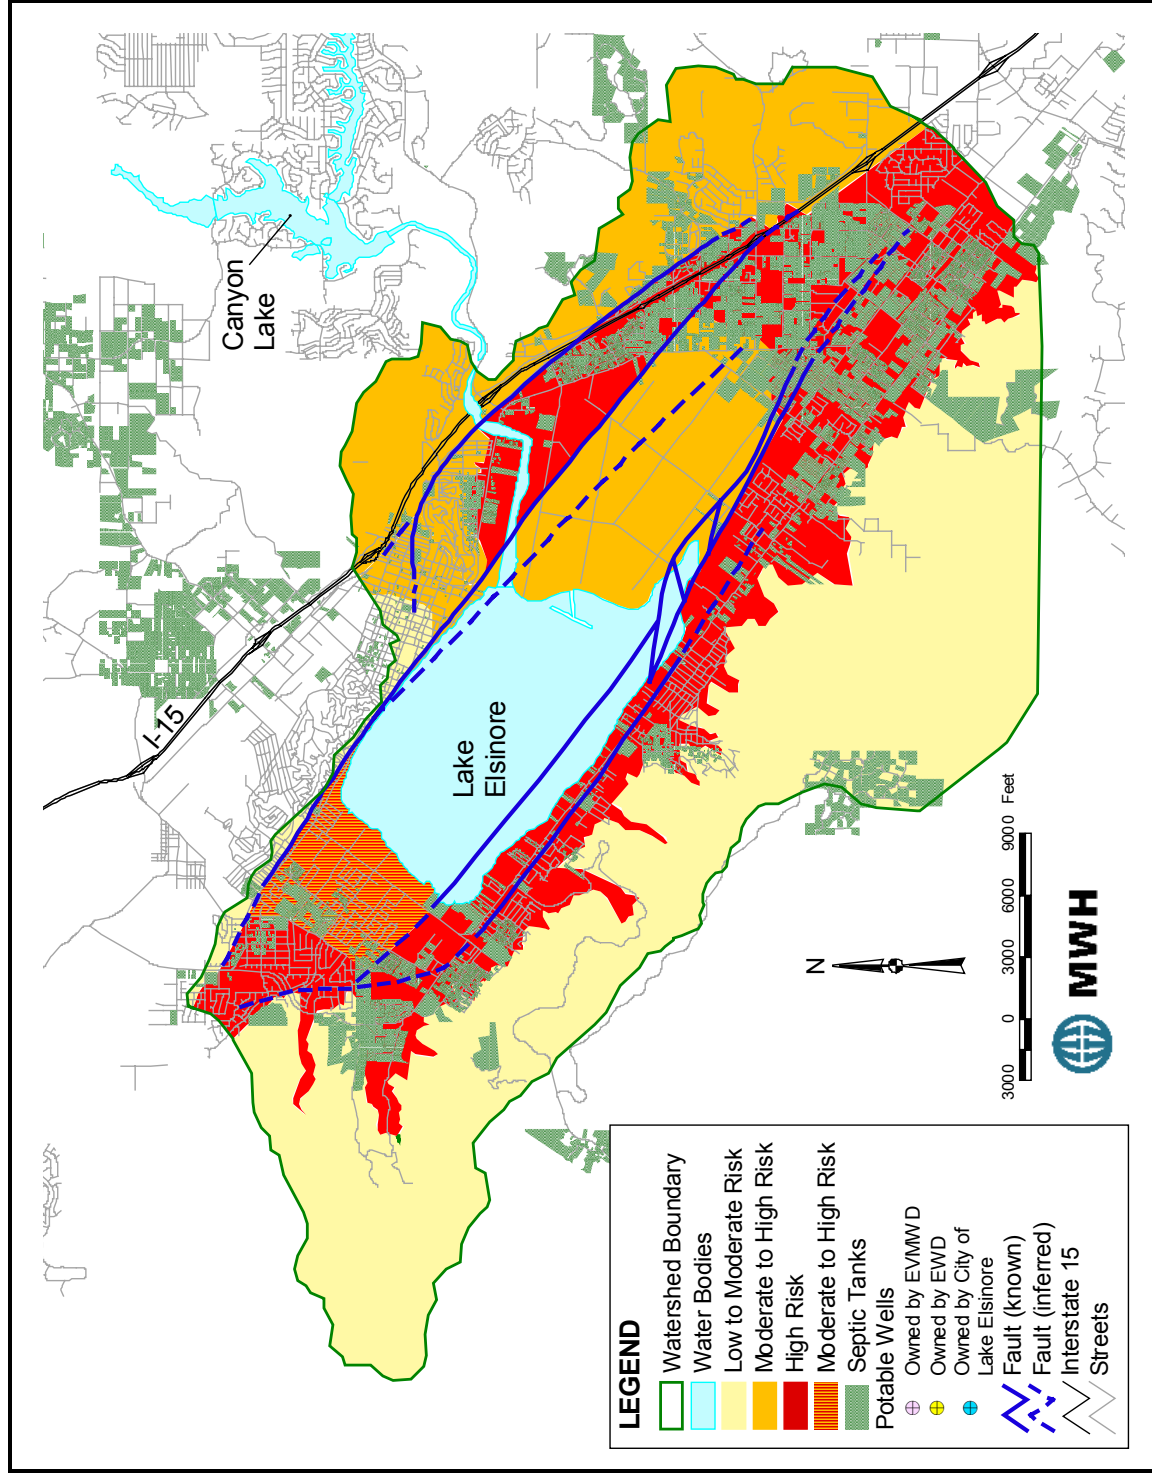 Canyon
Lake
I-15
Lake
Elsinore
N
3000 0 3000 6000 9000 Feet
MWH
LEGEND
Watershed Boundary
Water Bodies
Low to Moderate Risk
Moderate to High Risk
High Risk
Moderate to High Risk
Septic Tanks
Potable Wells
Owned by EVMWD
Owned by EWD
Owned by City of
Lake Elsinore
Fault (known)
Fault (inferred)
Interstate 15
Streets